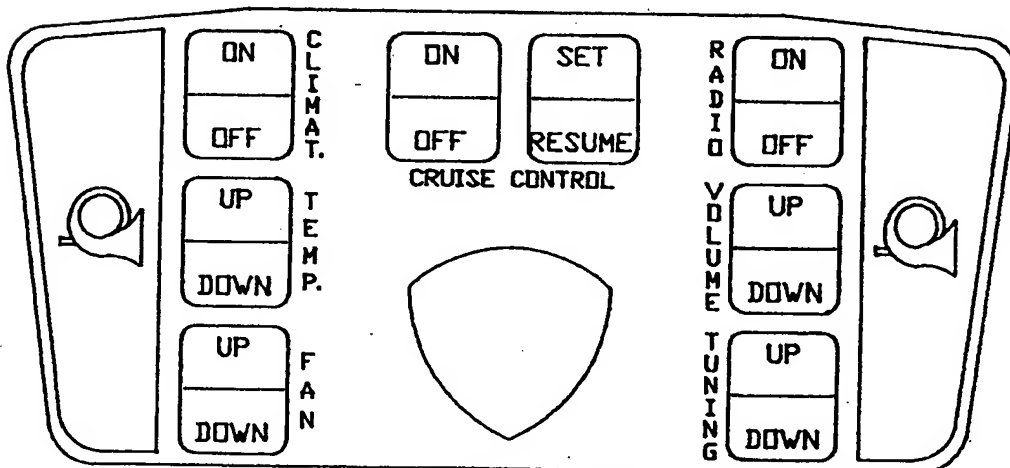 ON
OFF
CLIMAT.
ON
OFF
SET
RESUME
CRUISE CONTROL
RADIO
ON
OFF
UP
DOWN
TEMP.
VOLUME
UP
DOWN
UP
DOWN
FAN
TUNING
UP
DOWN